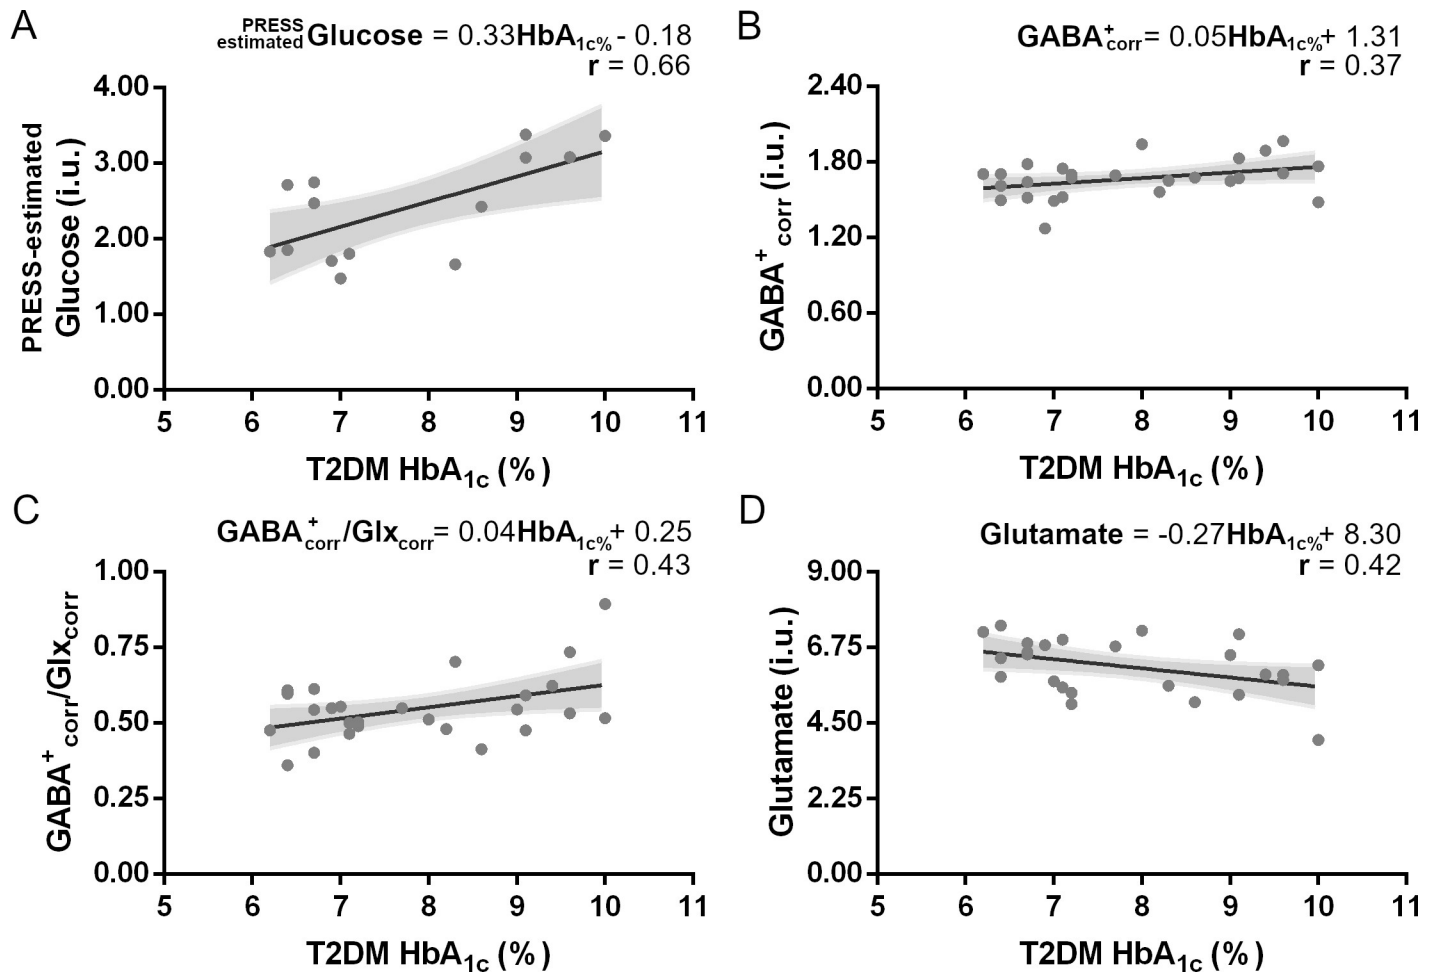 A
PRESS
estimated Glucose = 0.33HbA1c% - 0.18
r = 0.66
4.00
3.00
2.00
1.00
0.00
PRESS-estimated
Glucose (i.u.)
5 6 7 8 9 10 11
T2DM HbA1c (%)
B
GABA+corr= 0.05HbA1c%+ 1.31
r = 0.37
2.40
1.80
1.20
0.60
0.00
GABA+corr (i.u.)
5 6 7 8 9 10 11
T2DM HbA1c (%)
C
GABA+corr/Glxcorr= 0.04HbA1c%+ 0.25
r = 0.43
1.00
0.75
0.50
0.25
0.00
GABA+corr/Glxcorr
5 6 7 8 9 10 11
T2DM HbA1c (%)
D
Glutamate = -0.27HbA1c%+ 8.30
r = 0.42
9.00
6.75
4.50
2.25
0.00
Glutamate (i.u.)
5 6 7 8 9 10 11
T2DM HbA1c (%)